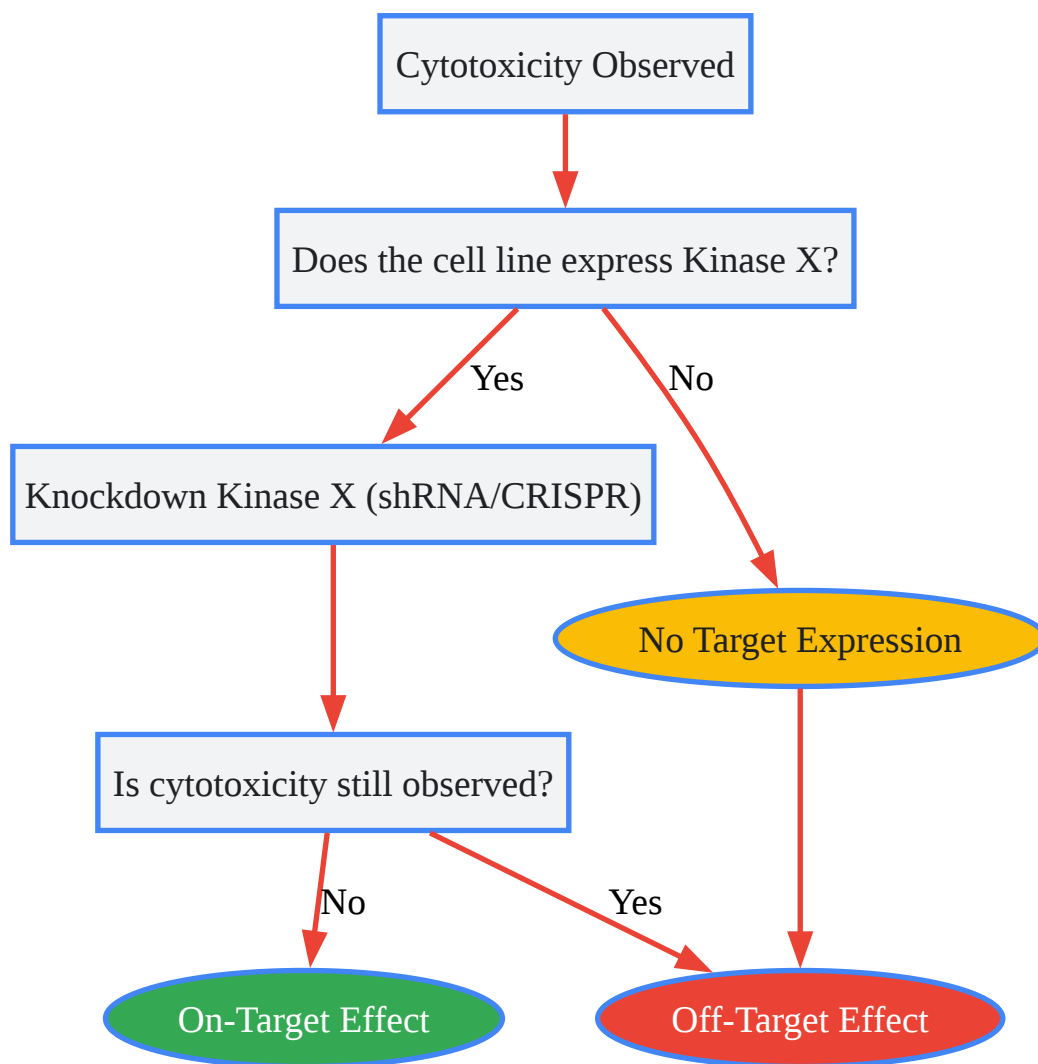 Cytotoxicity Observed
Does the cell line express Kinase X?
Yes
No
Knockdown Kinase X (shRNA/CRISPR)
No Target Expression
Is cytotoxicity still observed?
No
Yes
On-Target Effect
Off-Target Effect